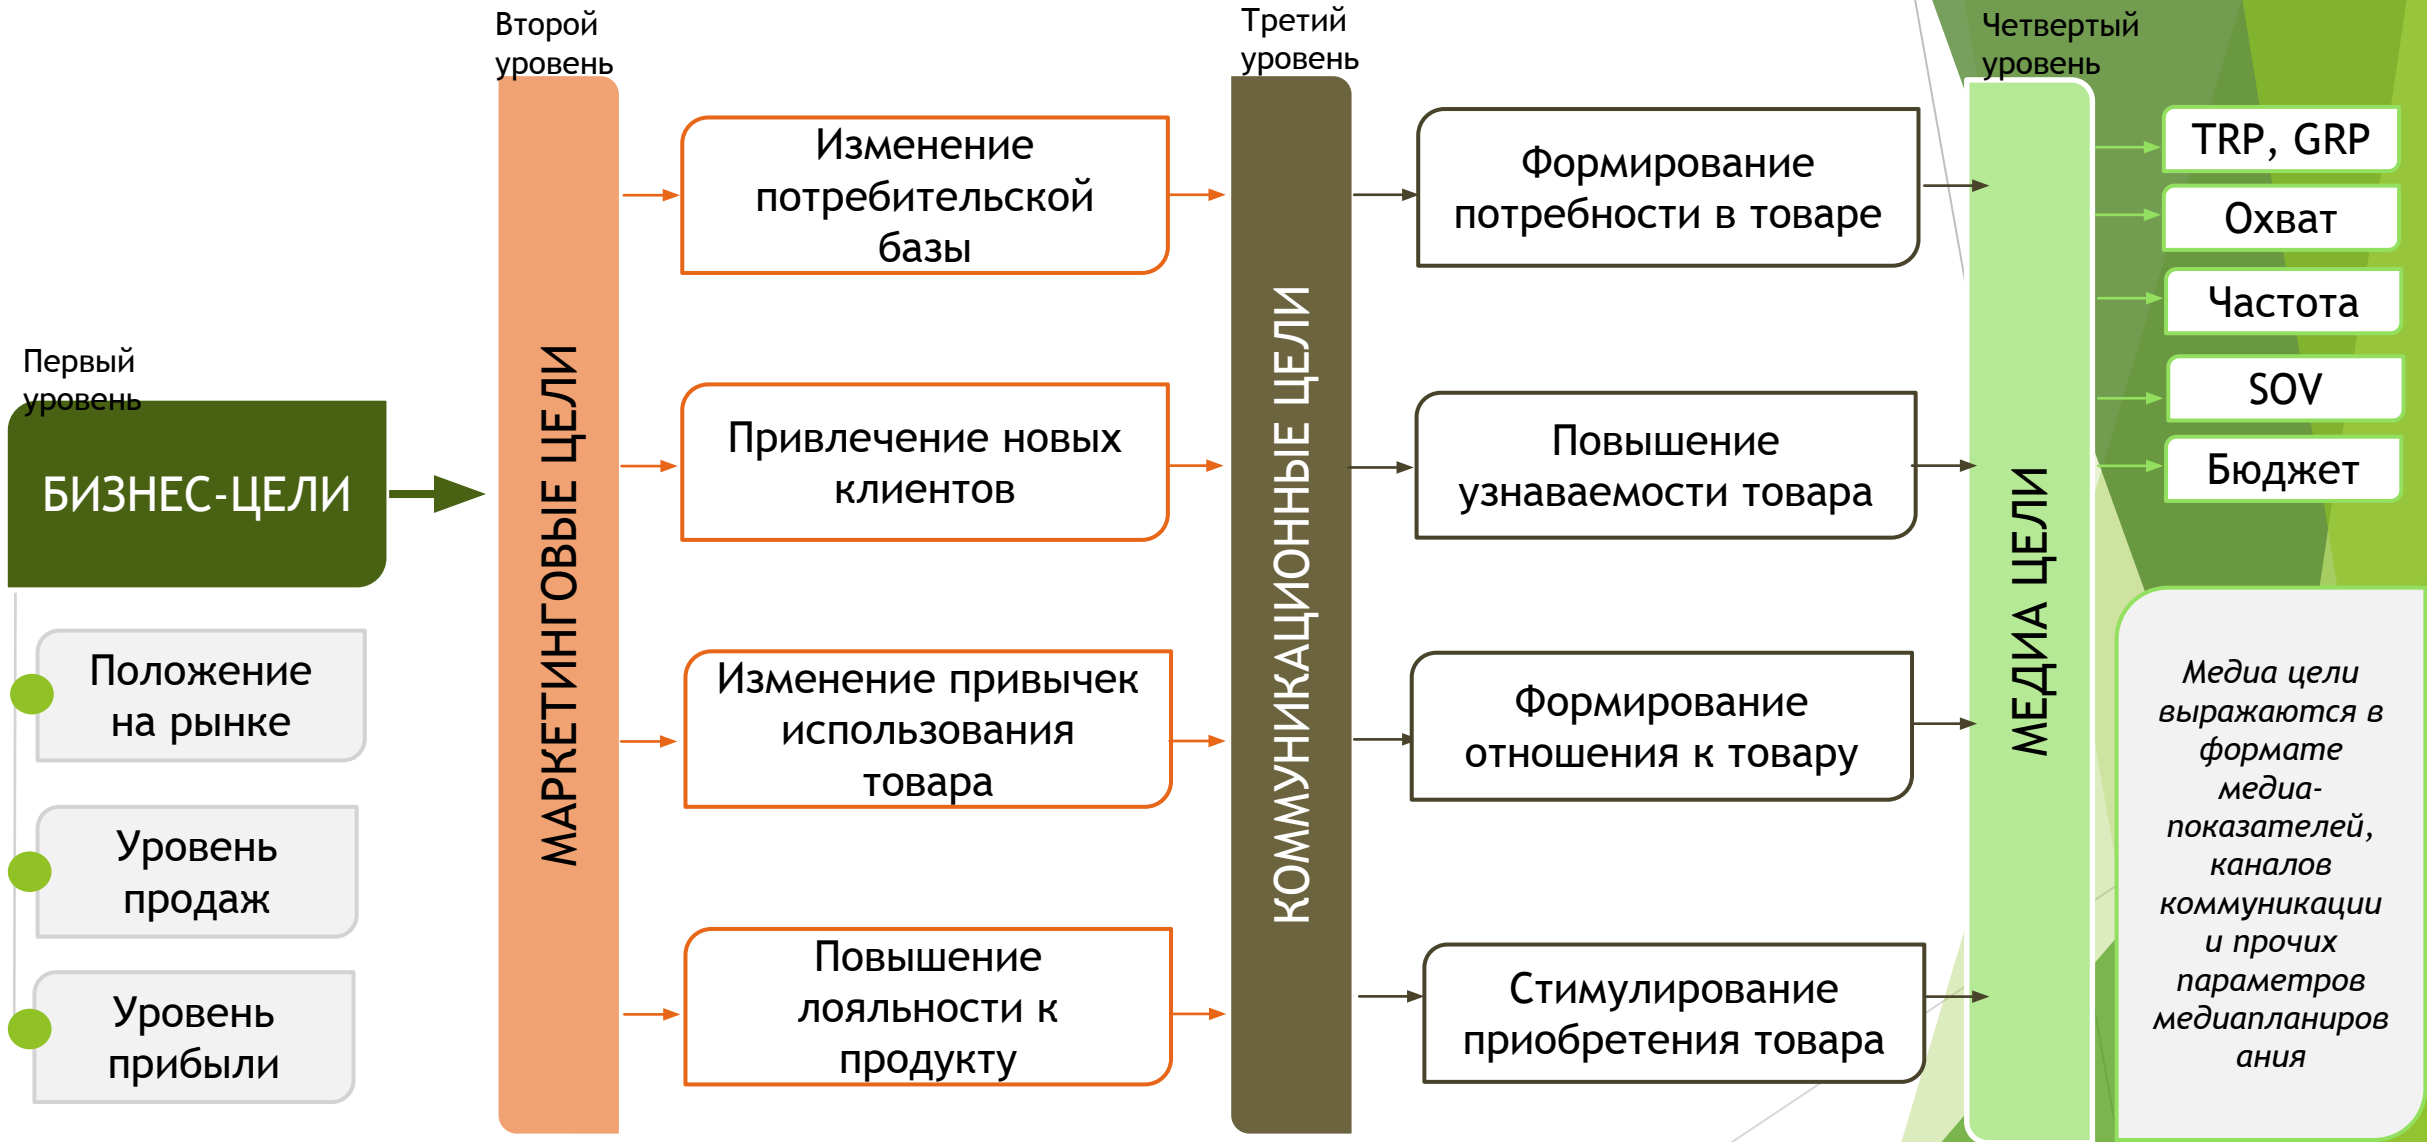 Первый
уровень
БИЗНЕС-ЦЕЛИ
Положение
на рынке
Уровень
продаж
Уровень
прибыли
Второй
уровень
МАРКЕТИНГОВЫЕ ЦЕЛИ
Изменение
потребительской
базы
Привлечение новых
клиентов
Изменение привычек
использования
товара
Повышение
лояльности к
продукту
Третий
уровень
КОММУНИКАЦИОННЫЕ ЦЕЛИ
Формирование
потребности в товаре
Повышение
узнаваемости товара
Формирование
отношения к товару
Стимулирование
приобретения товара
Четвертый
уровень
МЕДИА ЦЕЛИ
TRP, GRP
Охват
Частота
SOV
Бюджет
Медиа цели
выражаются в
формате
медиа-
показателей,
каналов
коммуникации
и прочих
параметров
медиапланиров
ания